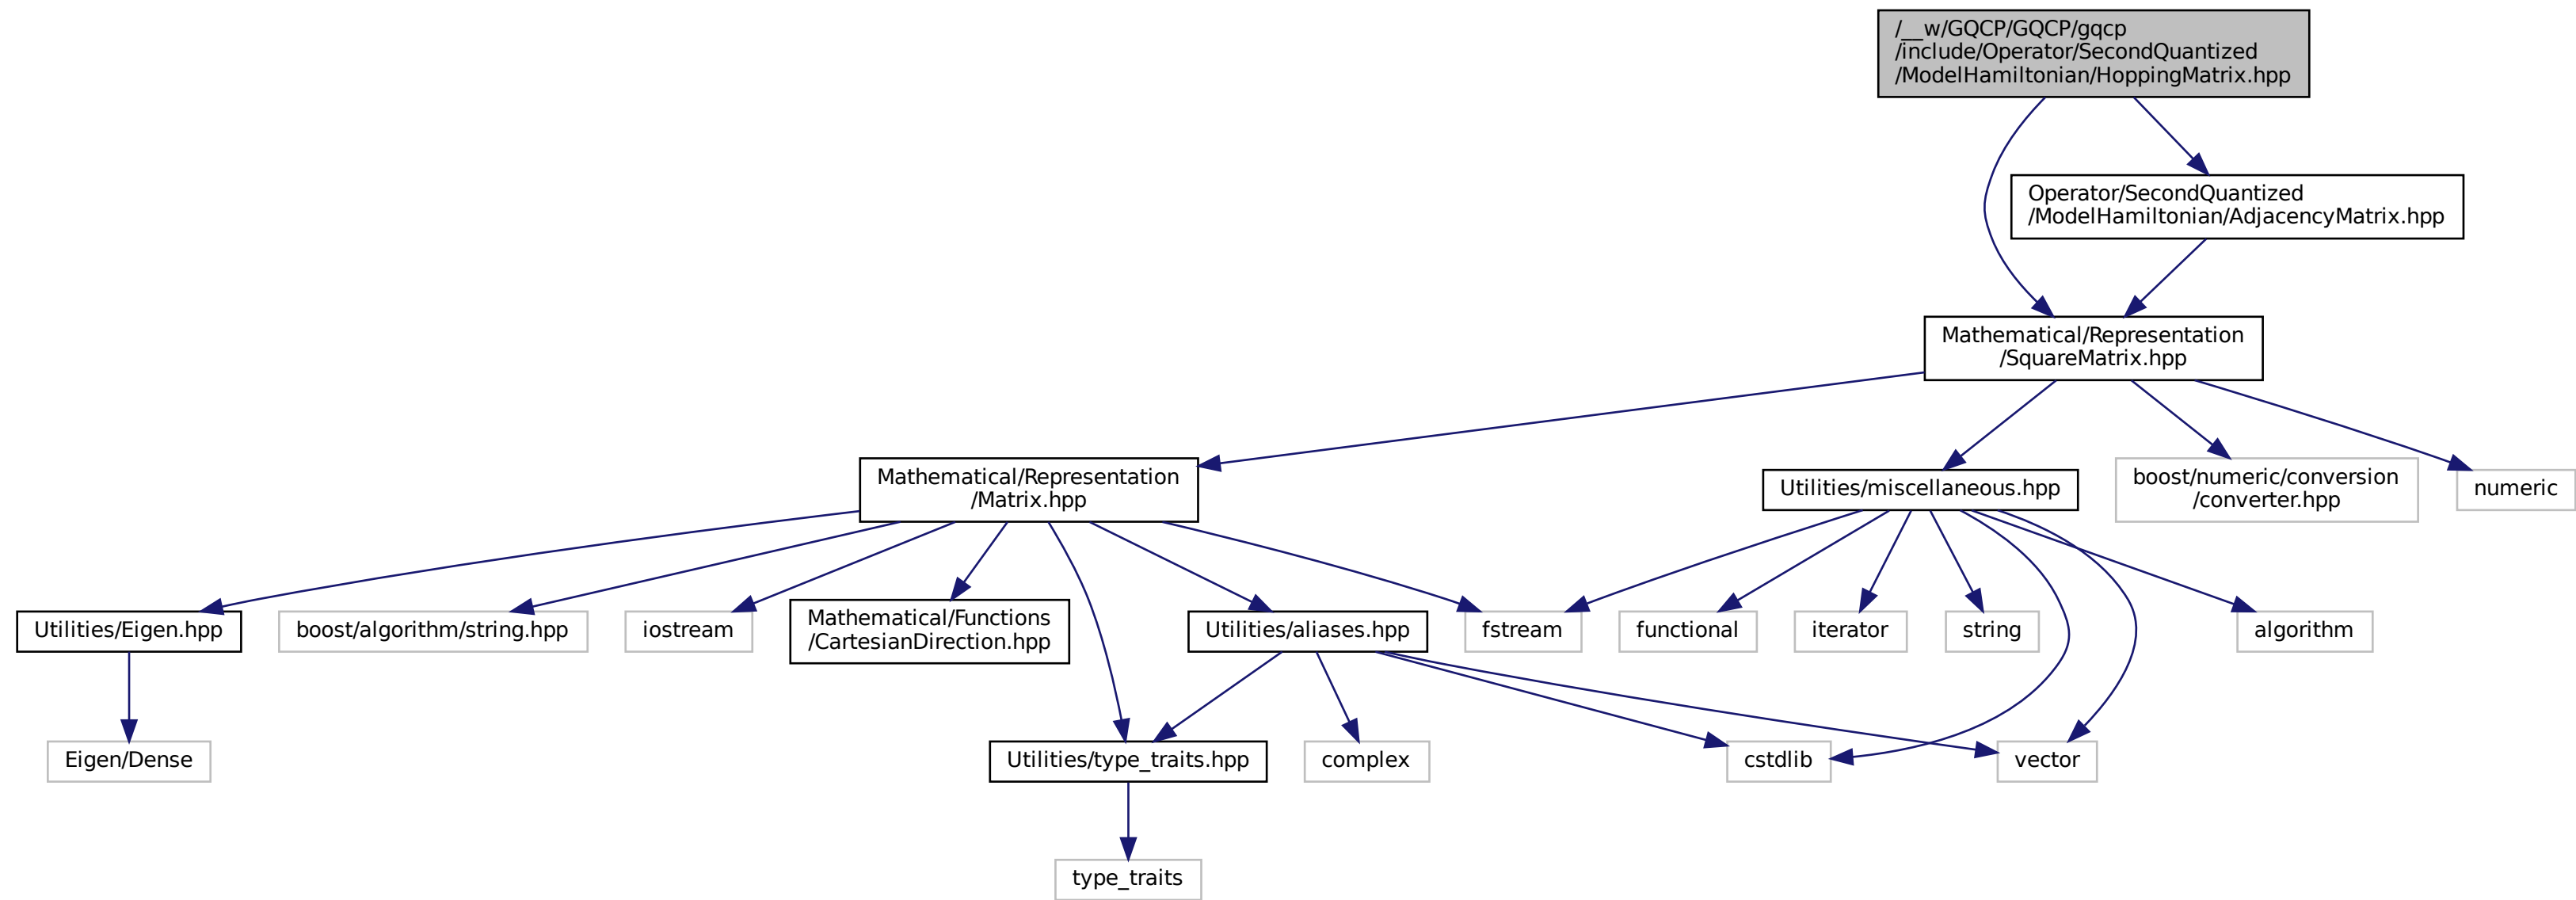 /__w/GQCP/GQCP/gqcp
/include/Operator/SecondQuantized
/ModelHamiltonian/HoppingMatrix.hpp
Operator/SecondQuantized
/ModelHamiltonian/AdjacencyMatrix.hpp
Mathematical/Representation
/SquareMatrix.hpp
Mathematical/Representation
/Matrix.hpp
Utilities/miscellaneous.hpp
boost/numeric/conversion
/converter.hpp
numeric
Utilities/Eigen.hpp
boost/algorithm/string.hpp
iostream
Mathematical/Functions
/CartesianDirection.hpp
Utilities/aliases.hpp
fstream
functional
iterator
string
algorithm
Eigen/Dense
Utilities/type_traits.hpp
complex
cstdlib
vector
type_traits